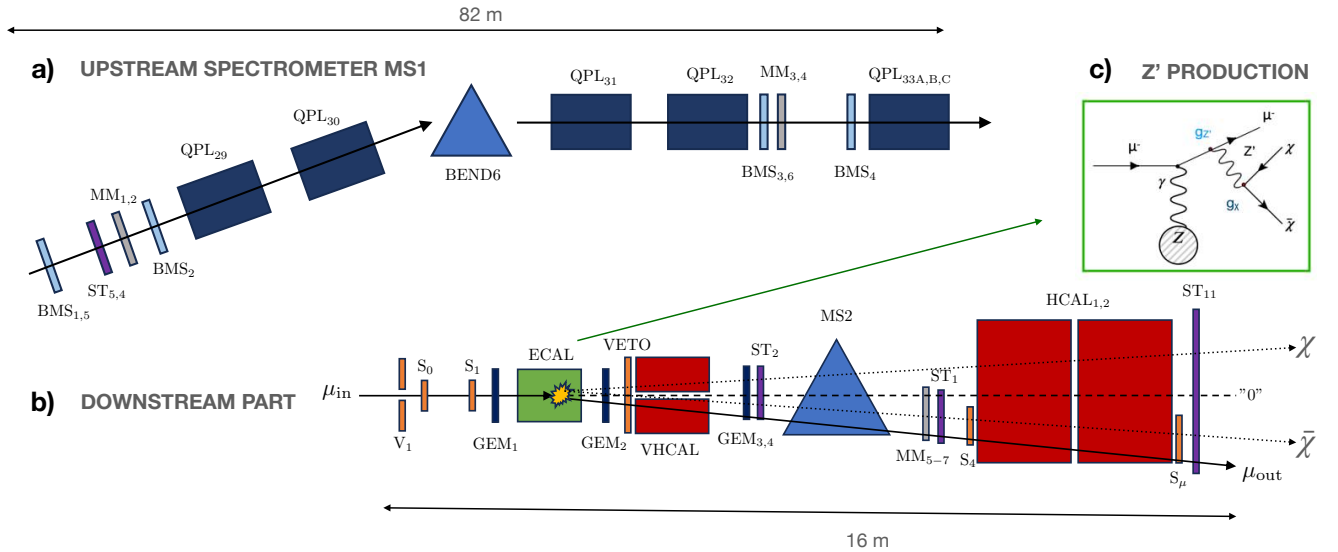 82 m
a) UPSTREAM SPECTROMETER MS1
c) Z' PRODUCTION
QPL31
QPL32
MM3,4
QPL33A,B,C
QPL30
QPL29
BEND6
BMS3,6
BMS4
MM1,2
BMS2
ST5,4
BMS1,5
μ-
gZ'
μ-
Z'
χ
γ
gχ
χ̄
Z
b) DOWNSTREAM PART
μin
V1
S0
S1
GEM1
ECAL
GEM2
VETO
VHCAL
ST2
GEM3,4
MS2
ST1
MM5−7
S4
HCAL1,2
ST11
Sμ
χ
"0"
χ̄
μout
16 m